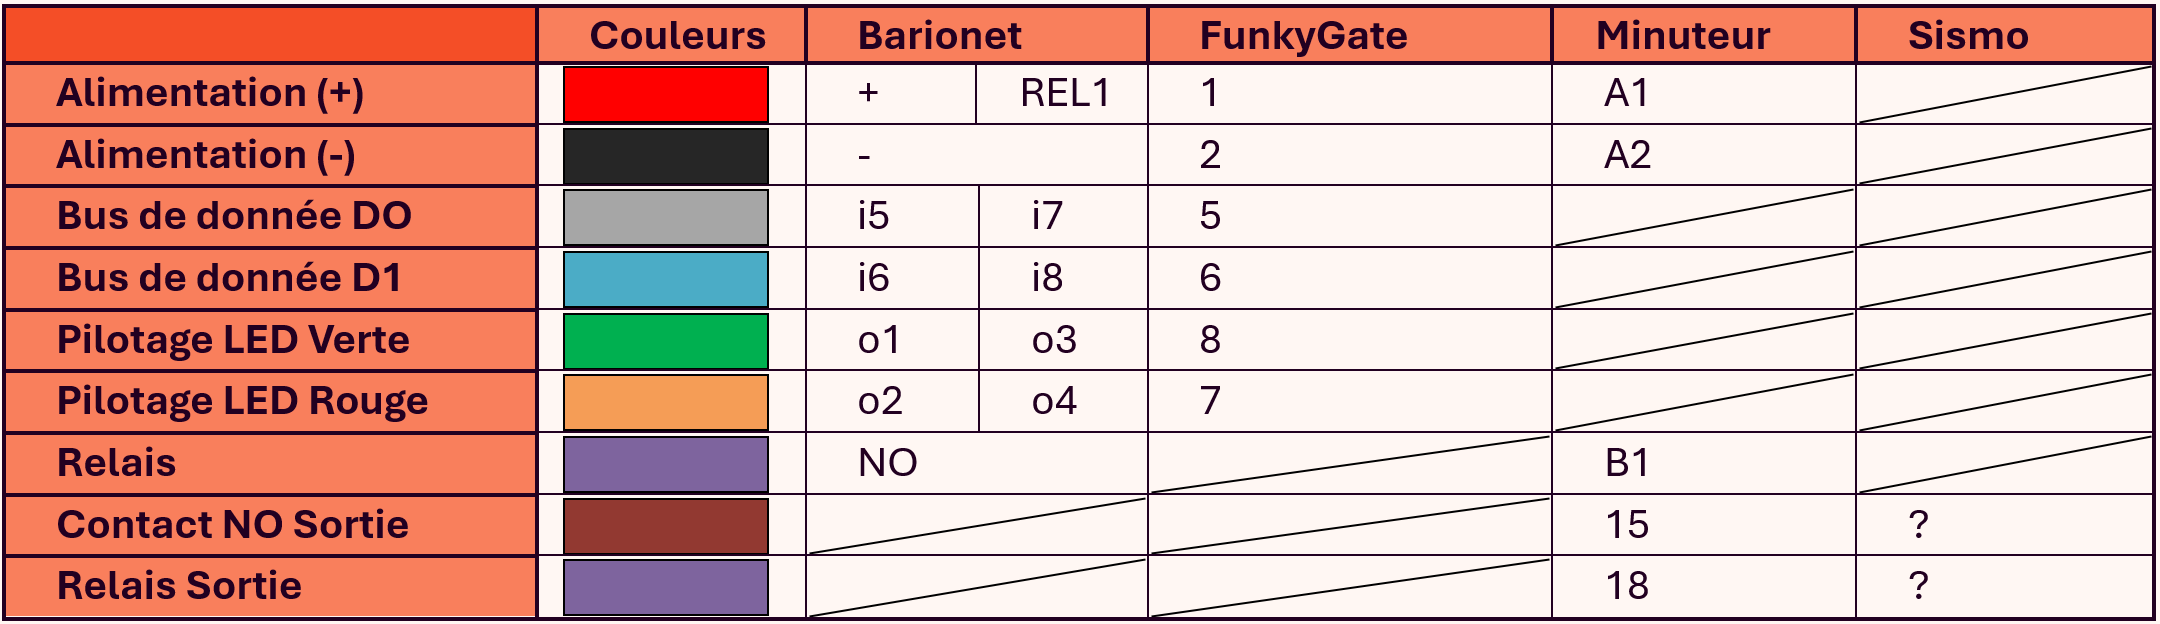 Couleurs Barionet FunkyGate Minuteur Sismo
Alimentation (+) + REL1 1 A1
Alimentation (-) - 2 A2
Bus de donnée DO i5 i7 5
Bus de donnée D1 i6 i8 6
Pilotage LED Verte o1 o3 8
Pilotage LED Rouge o2 o4 7
Relais NO B1
Contact NO Sortie 15 ?
Relais Sortie 18 ?